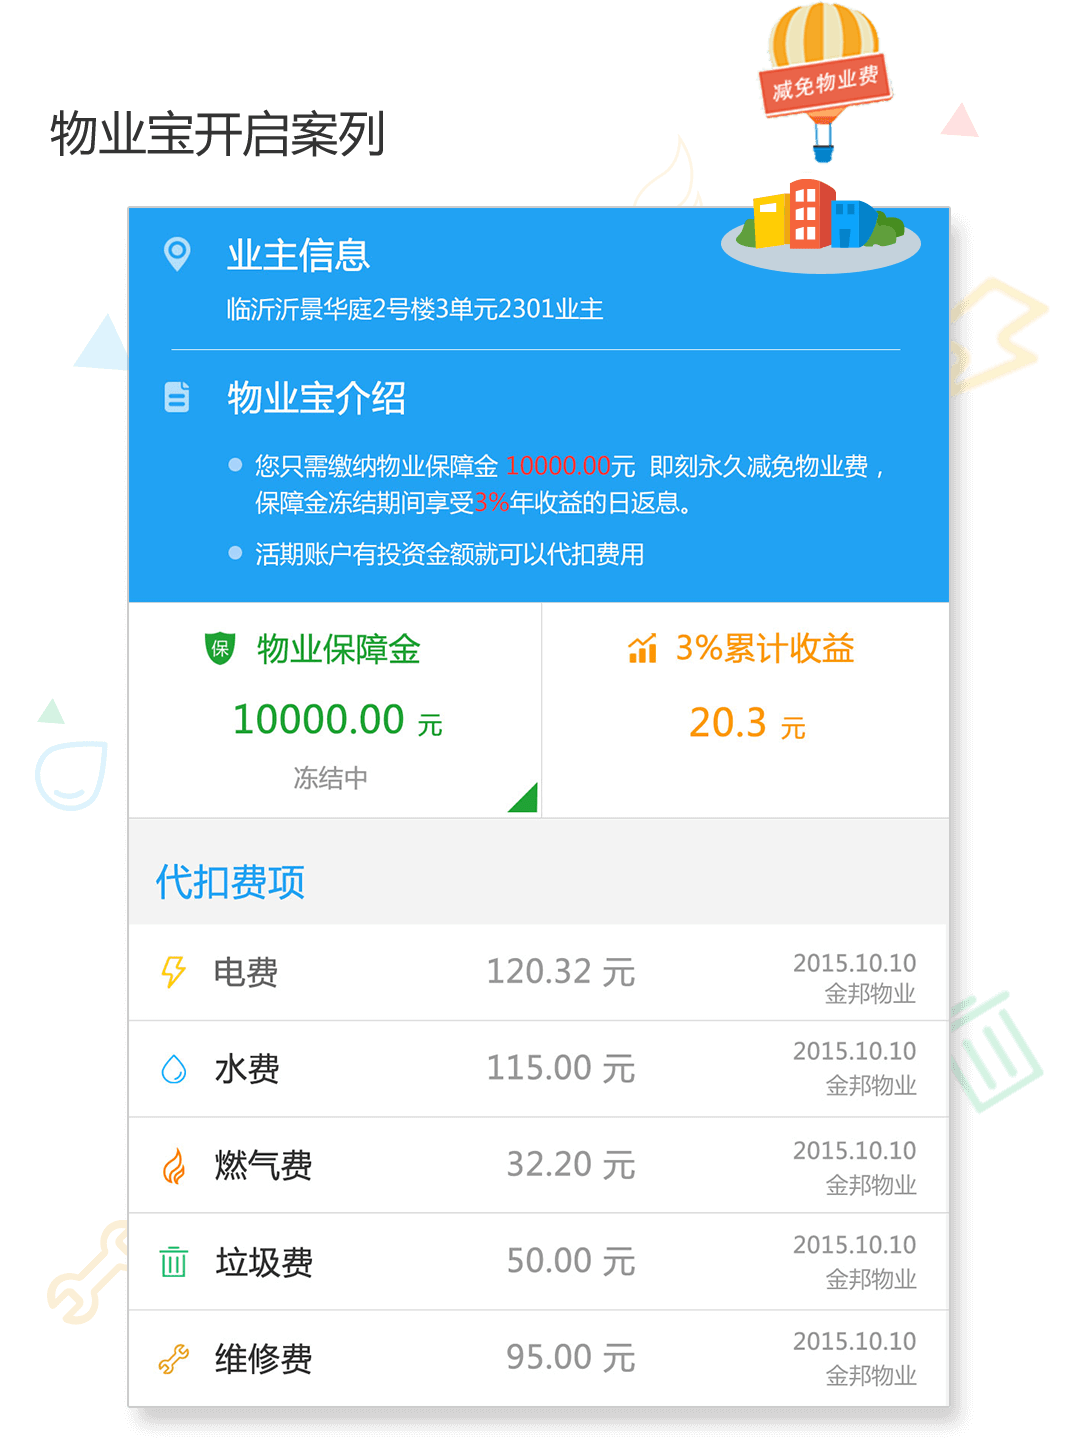 减免物业费
物业宝开启案列
业主信息
临沂沂景华庭2号楼3单元2301业主
物业宝介绍
您只需缴纳物业保障金 10000.00元 即刻永久减免物业费，
保障金冻结期间享受3%年收益的日返息。
活期账户有投资金额就可以代扣费用
保 物业保障金
10000.00 元
冻结中
3%累计收益
20.3 元
代扣费项
电费 120.32 元 2015.10.10
金邦物业
水费 115.00 元 2015.10.10
金邦物业
燃气费 32.20 元 2015.10.10
金邦物业
垃圾费 50.00 元 2015.10.10
金邦物业
维修费 95.00 元 2015.10.10
金邦物业